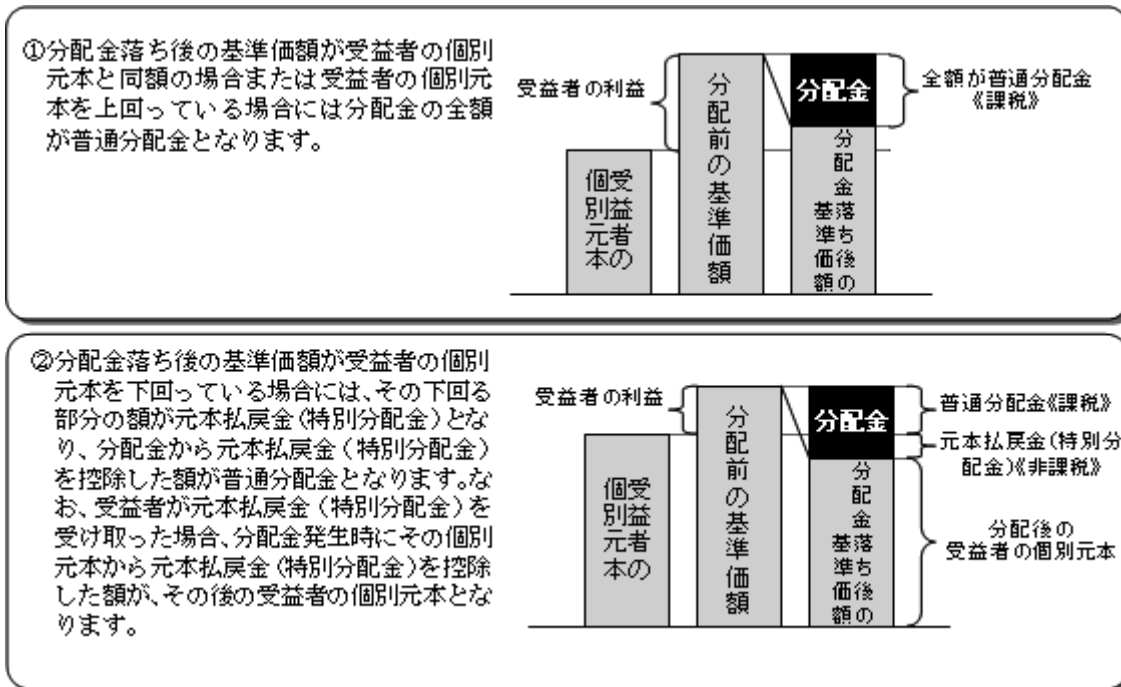 ①分配金落ち後の基準価額が受益者の個別
元本と同額の場合または受益者の個別元
本を上回っている場合には分配金の全額
が普通分配金となります。
受益者の利益
受益者の
個別元本
分配前の基準価額
分配金
分配金落ち後の
基準価額
全額が普通分配金
《課税》
②分配金落ち後の基準価額が受益者の個別
元本を下回っている場合には、その下回る
部分の額が元本払戻金(特別分配金)とな
り、分配金から元本払戻金(特別分配金)
を控除した額が普通分配金となります。な
お、受益者が元本払戻金(特別分配金)を
受け取った場合、分配金発生時にその個別
元本から元本払戻金(特別分配金)を控除
した額が、その後の受益者の個別元本とな
ります。
受益者の利益
受益者の
個別元本
分配前の基準価額
分配金
分配金落ち後の
基準価額
普通分配金《課税》
元本払戻金(特別分
配金)《非課税》
分配後の
受益者の個別元本